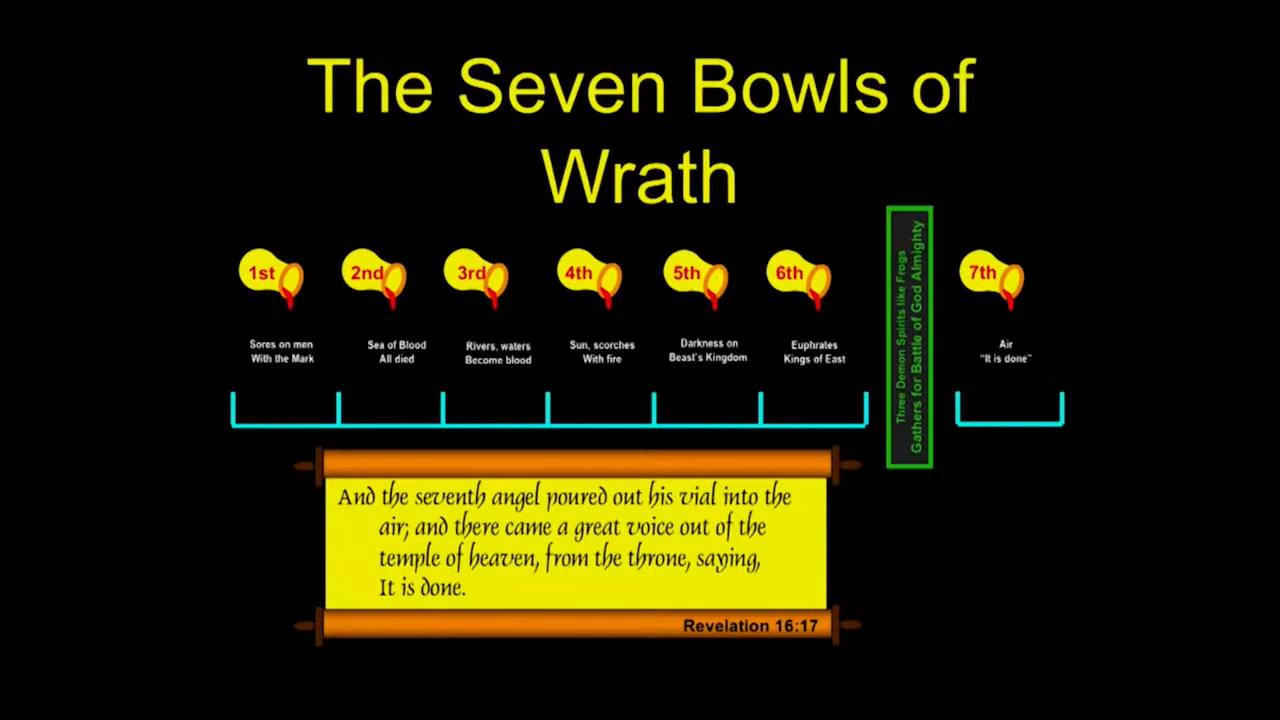 The Seven Bowls of
Wrath
1st
2nd
3rd
4th
5th
6th
7th
Sores on men
With the Mark
Sea of Blood
All died
Rivers, waters
Become blood
Sun, scorches
With fire
Darkness on
Beast's Kingdom
Euphrates
Kings of East
Three Demon Spirits like Frogs
Gathers for Battle of God Almighty
Air
"It is done"
And the seventh angel poured out his vial into the
air; and there came a great voice out of the
temple of heaven, from the throne, saying,
It is done.
Revelation 16:17